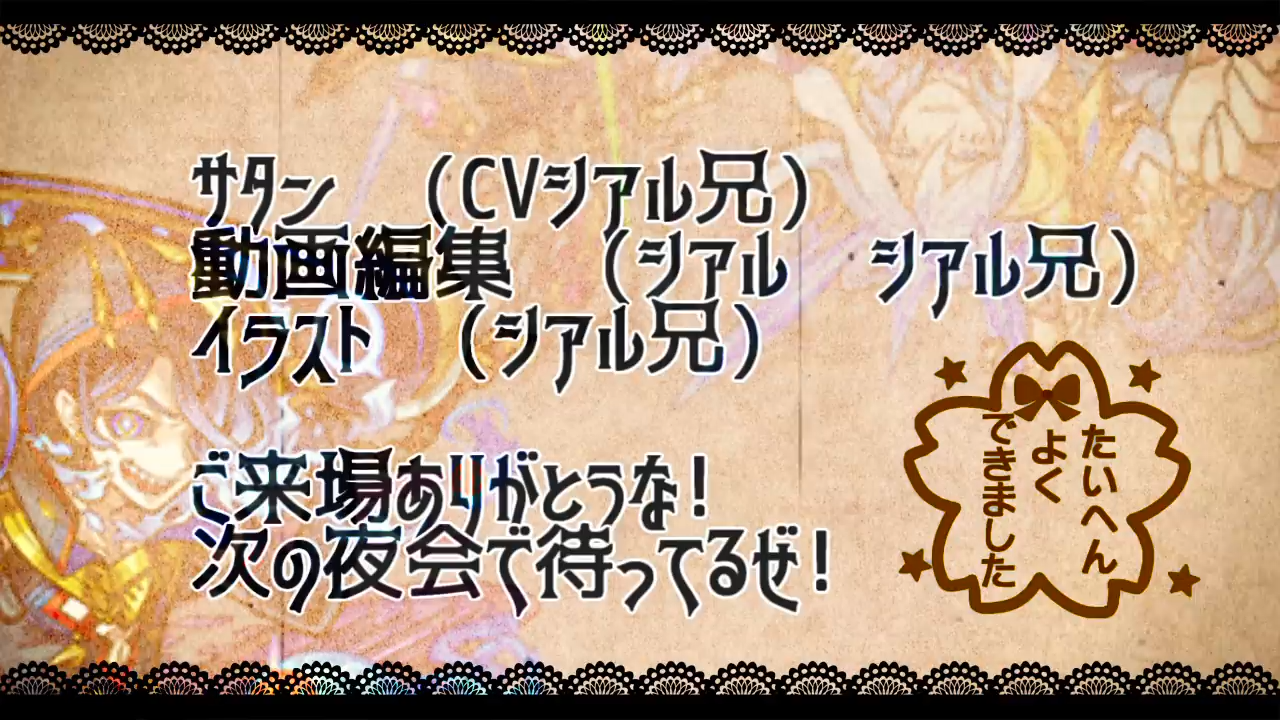 サタン　（CVシアル兄）
動画編集　（シアル　・シアル兄）
イラスト　（シアル兄）
ご来場ありがとうな！
次の夜会で待ってるぜ！
たいへん
よく
できました